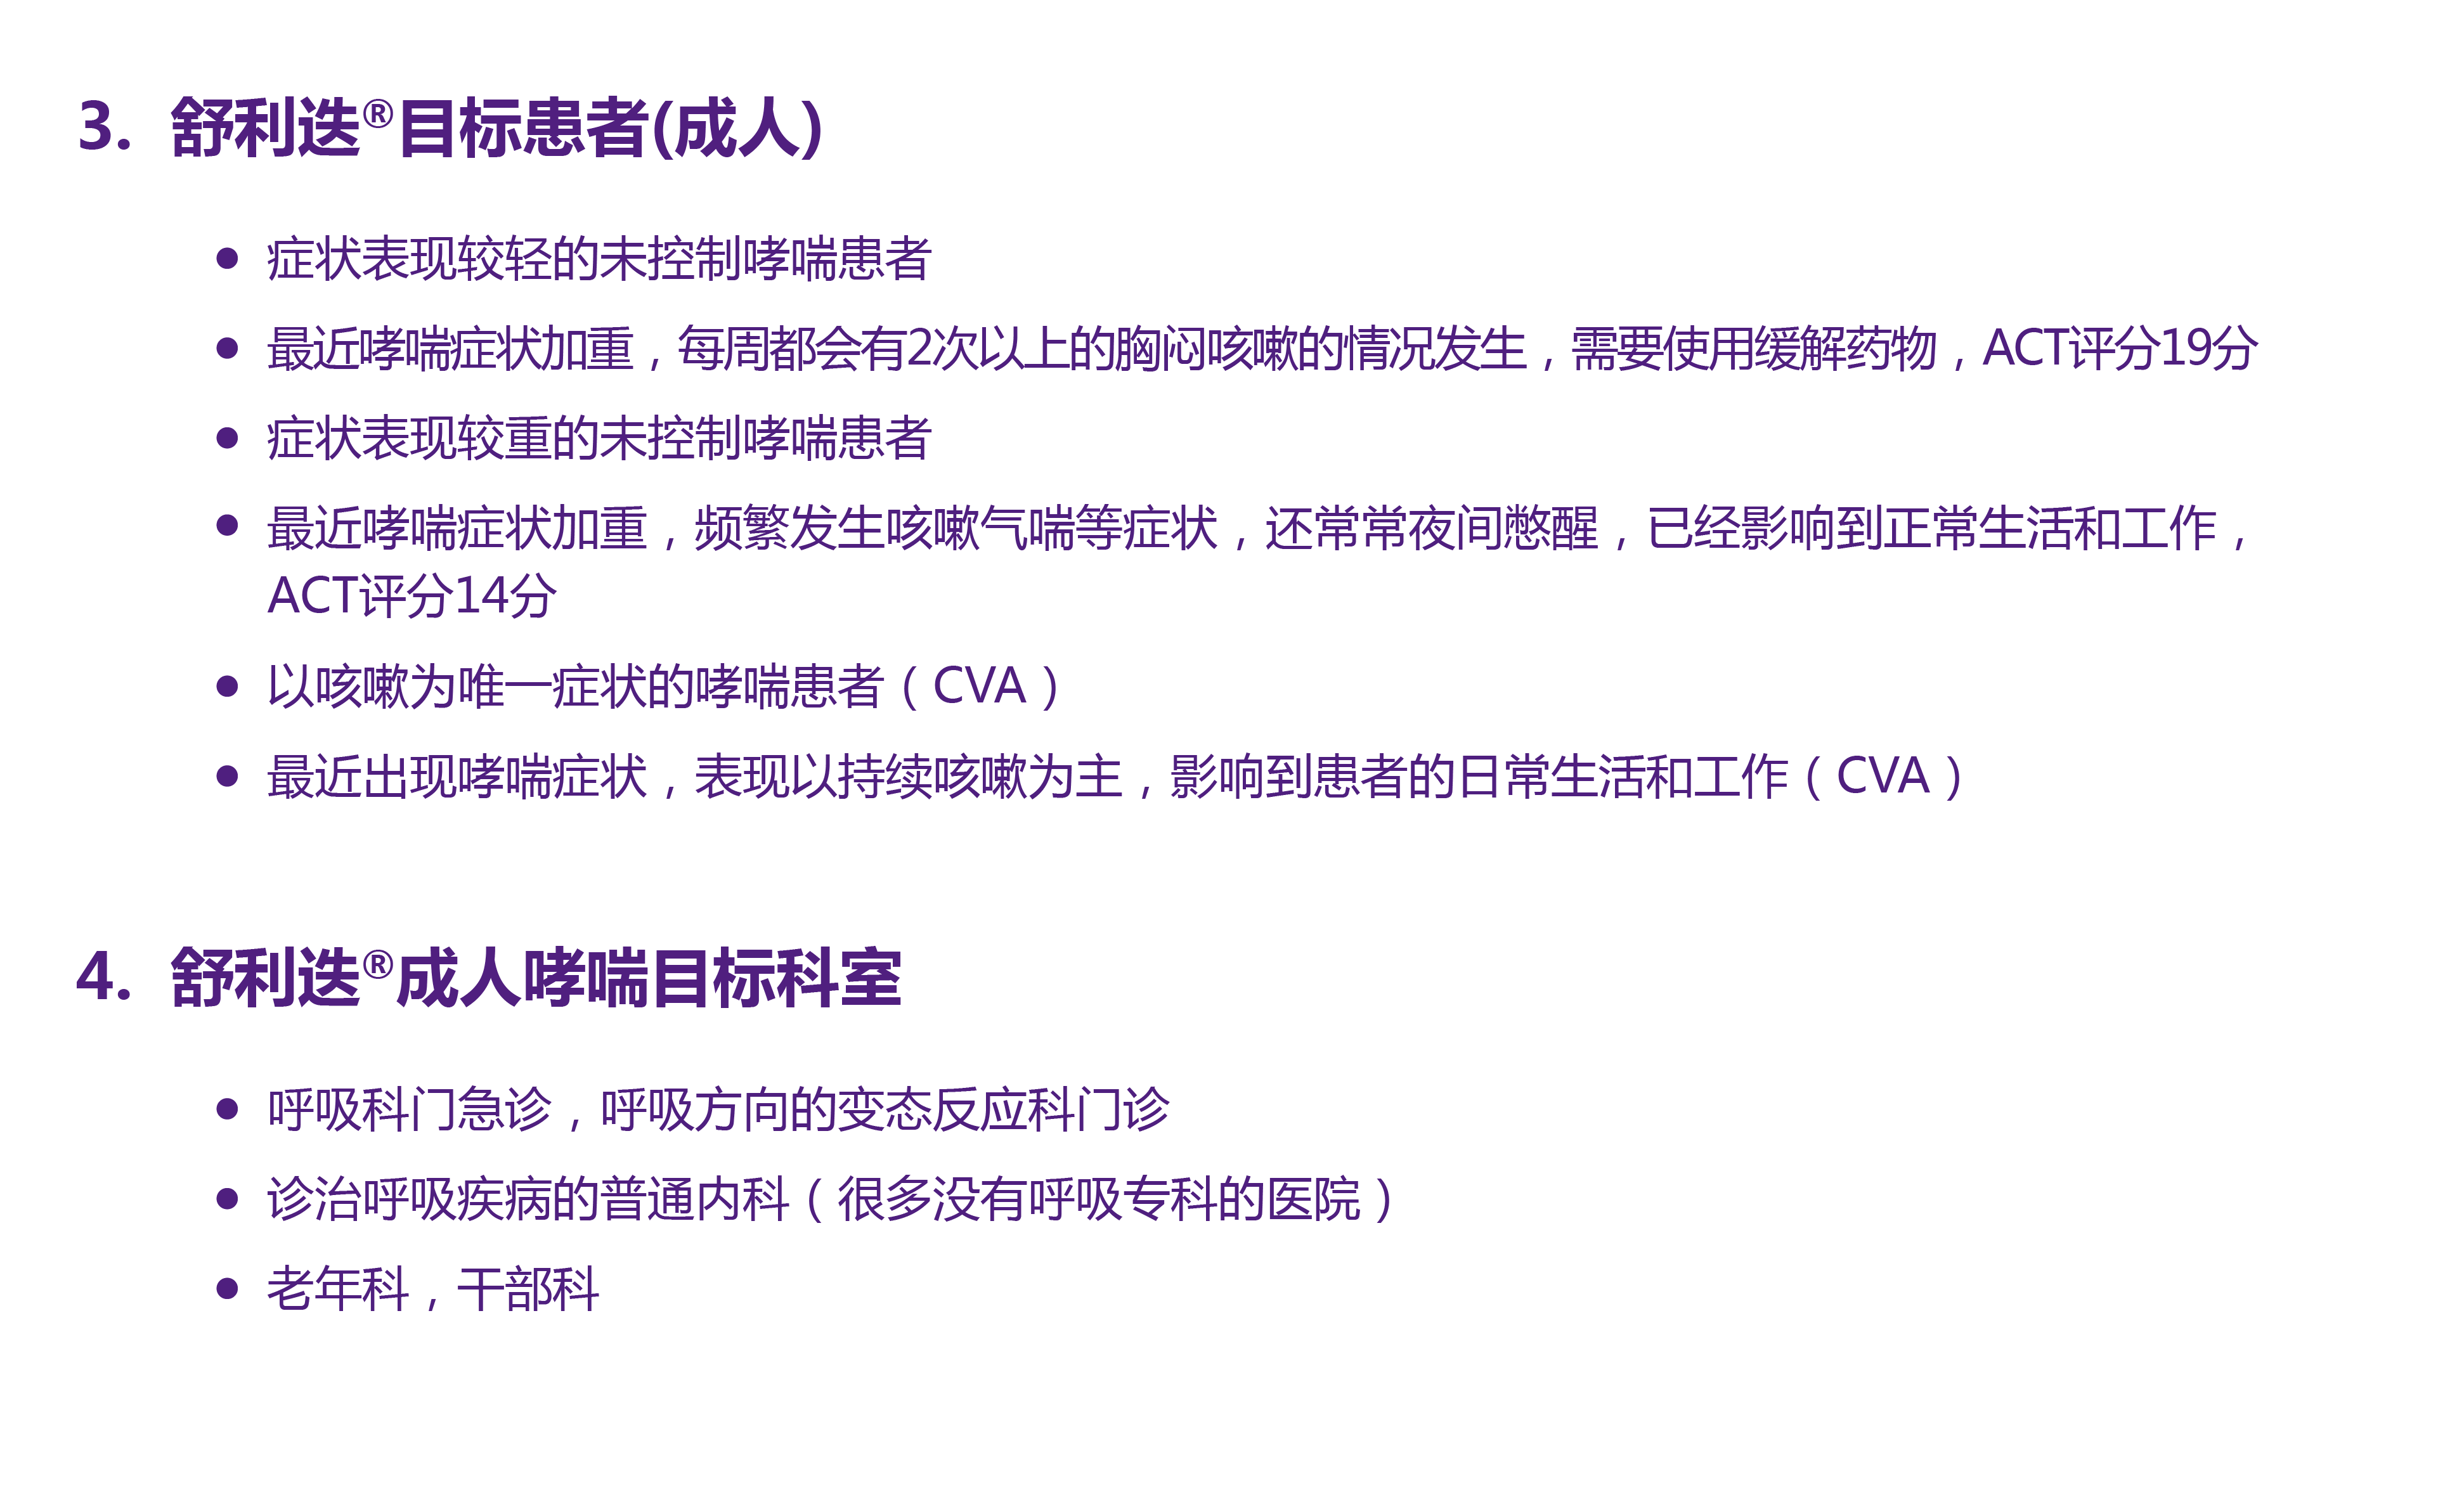 3. 舒利迭®目标患者(成人)
● 症状表现较轻的未控制哮喘患者
● 最近哮喘症状加重，每周都会有2次以上的胸闷咳嗽的情况发生，需要使用缓解药物，ACT评分19分
● 症状表现较重的未控制哮喘患者
● 最近哮喘症状加重，频繁发生咳嗽气喘等症状，还常常夜间憋醒，已经影响到正常生活和工作，
ACT评分14分
● 以咳嗽为唯一症状的哮喘患者（CVA）
● 最近出现哮喘症状，表现以持续咳嗽为主，影响到患者的日常生活和工作（CVA）
4. 舒利迭®成人哮喘目标科室
● 呼吸科门急诊，呼吸方向的变态反应科门诊
● 诊治呼吸疾病的普通内科（很多没有呼吸专科的医院）
● 老年科，干部科